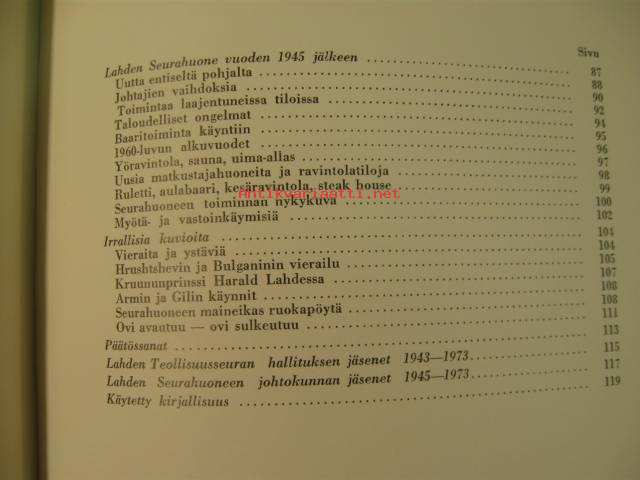 Sivu
Lahden Seurahuone vuoden 1945 jälkeen 87
Uutta entiseltä pohjalta 88
Johtajien vaihdoksia 90
Toimintaa laajentuneissa tiloissa 92
Taloudelliset ongelmat 94
Baaritoiminta käyntiin 95
1960-luvun alkuvuodet 96
Yöravintola, sauna, uima-allas 97
Uusia matkustajahuoneita ja ravintolatiloja 98
Ruletti, aulabaari, kesäravintola, steak house 99
Antikvariaatti.net
Seurahuoneen toiminnan nykykuva 100
Myötä- ja vastoinkäymisiä 102
Irrallisia kuvioita 104
Vieraita ja ystäviä 104
Hrushtshevin ja Bulganinin vierailu 105
Kruununprinssi Harald Lahdessa 107
Armin ja Gilin käynnit 108
Seurahuoneen maineikas ruokapöytä 108
Ovi avautuu — ovi sulkeutuu 111
Päätössanat 113
Lahden Teollisuusseuran hallituksen jäsenet 1943—1973 115
Lahden Seurahuoneen johtokunnan jäsenet 1945—1973 117
Käytetty kirjallisuus 119